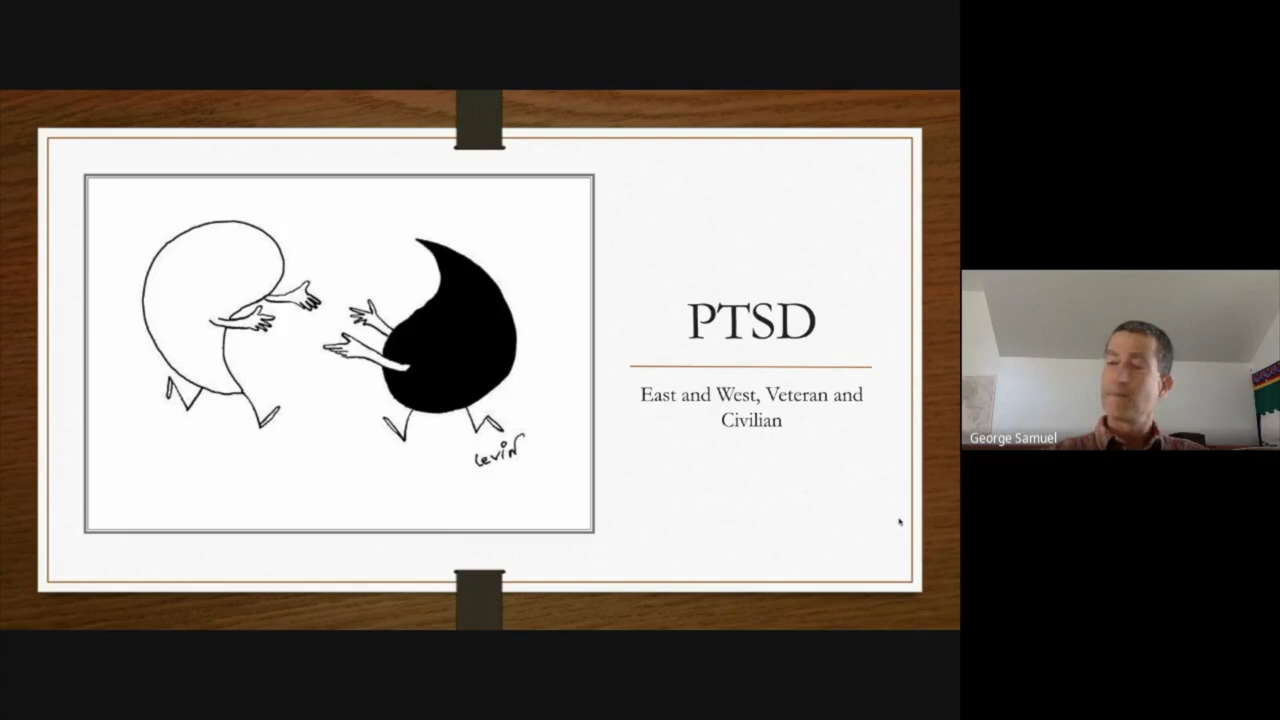 Levin
PTSD
East and West, Veteran and
Civilian
George Samuel